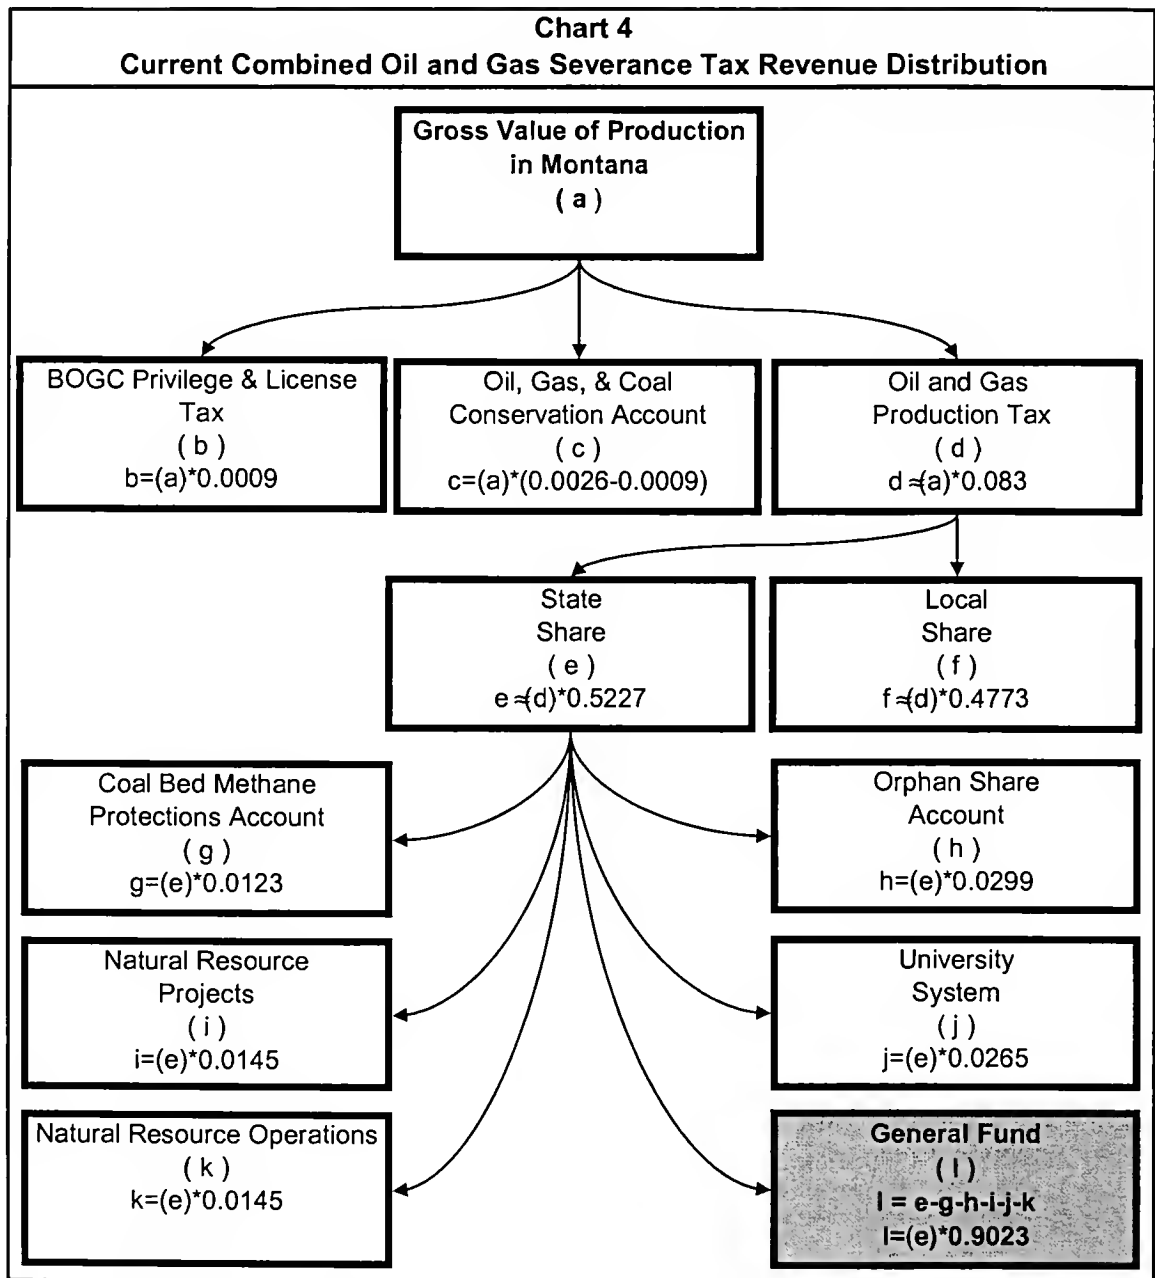 Chart 4
Current Combined Oil and Gas Severance Tax Revenue Distribution
Gross Value of Production
in Montana
( a )
BOGC Privilege & License
Tax
( b )
b=(a)*0.0009
Oil, Gas, & Coal
Conservation Account
( c )
c=(a)*(0.0026-0.0009)
Oil and Gas
Production Tax
( d )
d≈(a)*0.083
State
Share
( e )
e≈(d)*0.5227
Local
Share
( f )
f≈(d)*0.4773
Coal Bed Methane
Protections Account
( g )
g=(e)*0.0123
Orphan Share
Account
( h )
h=(e)*0.0299
Natural Resource
Projects
( i )
i=(e)*0.0145
University
System
( j )
j=(e)*0.0265
Natural Resource Operations
( k )
k=(e)*0.0145
General Fund
( l )
l = e-g-h-i-j-k
l=(e)*0.9023